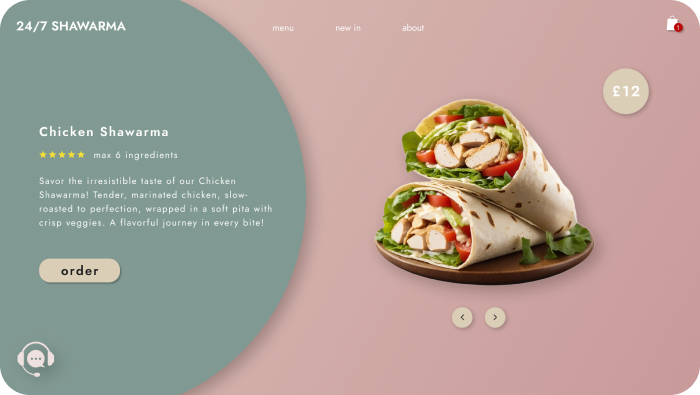 24/7 SHAWARMA
menu
new in
about
1
£12
Chicken Shawarma
max 6 ingredients
Savor the irresistible taste of our Chicken
Shawarma! Tender, marinated chicken, slow-
roasted to perfection, wrapped in a soft pita with
crisp veggies. A flavorful journey in every bite!
order